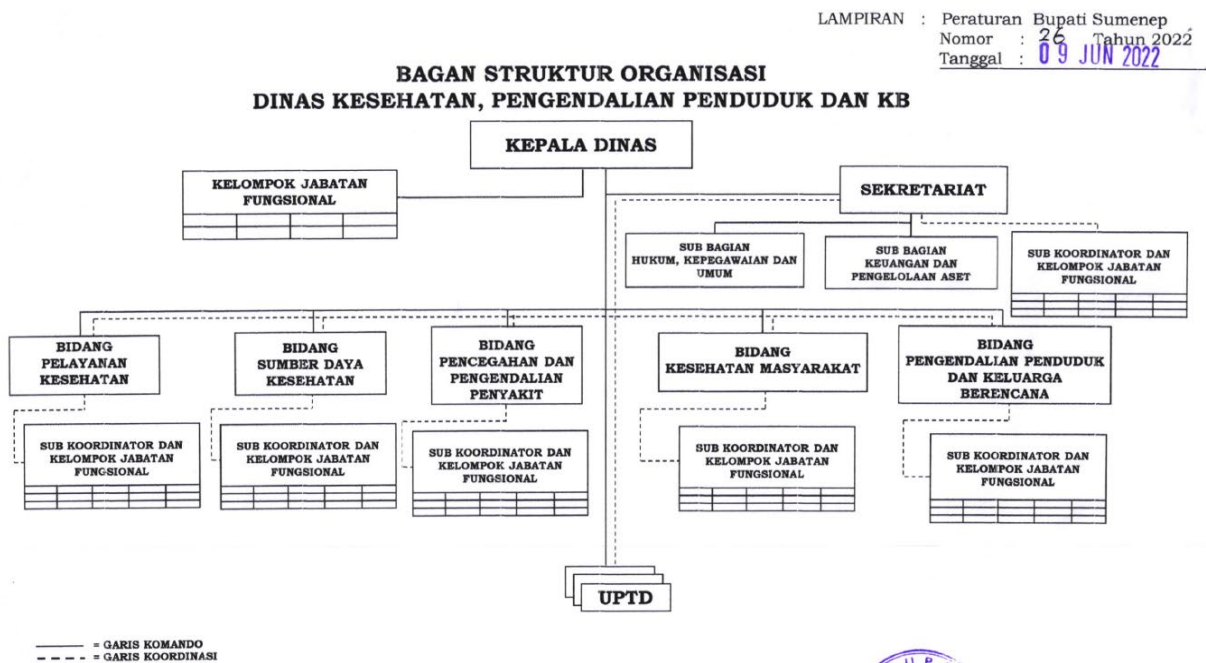 LAMPIRAN : Peraturan Bupati Sumenep
Nomor : 26 Tahun 2022
Tanggal : 09 JUN 2022
BAGAN STRUKTUR ORGANISASI
DINAS KESEHATAN, PENGENDALIAN PENDUDUK DAN KB
KEPALA DINAS
KELOMPOK JABATAN
FUNGSIONAL
SEKRETARIAT
SUB BAGIAN
HUKUM, KEPEGAWAIAN DAN
UMUM
SUB BAGIAN
KEUANGAN DAN
PENGELOLAAN ASET
SUB KOORDINATOR DAN
KELOMPOK JABATAN
FUNGSIONAL
BIDANG
PELAYANAN
KESEHATAN
BIDANG
SUMBER DAYA
KESEHATAN
BIDANG
PENCEGAHAN DAN
PENGENDALIAN
PENYAKIT
BIDANG
KESEHATAN MASYARAKAT
BIDANG
PENGENDALIAN PENDUDUK
DAN KELUARGA
BERENCANA
SUB KOORDINATOR DAN
KELOMPOK JABATAN
FUNGSIONAL
SUB KOORDINATOR DAN
KELOMPOK JABATAN
FUNGSIONAL
SUB KOORDINATOR DAN
KELOMPOK JABATAN
FUNGSIONAL
SUB KOORDINATOR DAN
KELOMPOK JABATAN
FUNGSIONAL
SUB KOORDINATOR DAN
KELOMPOK JABATAN
FUNGSIONAL
UPTD
= GARIS KOMANDO
= GARIS KOORDINASI